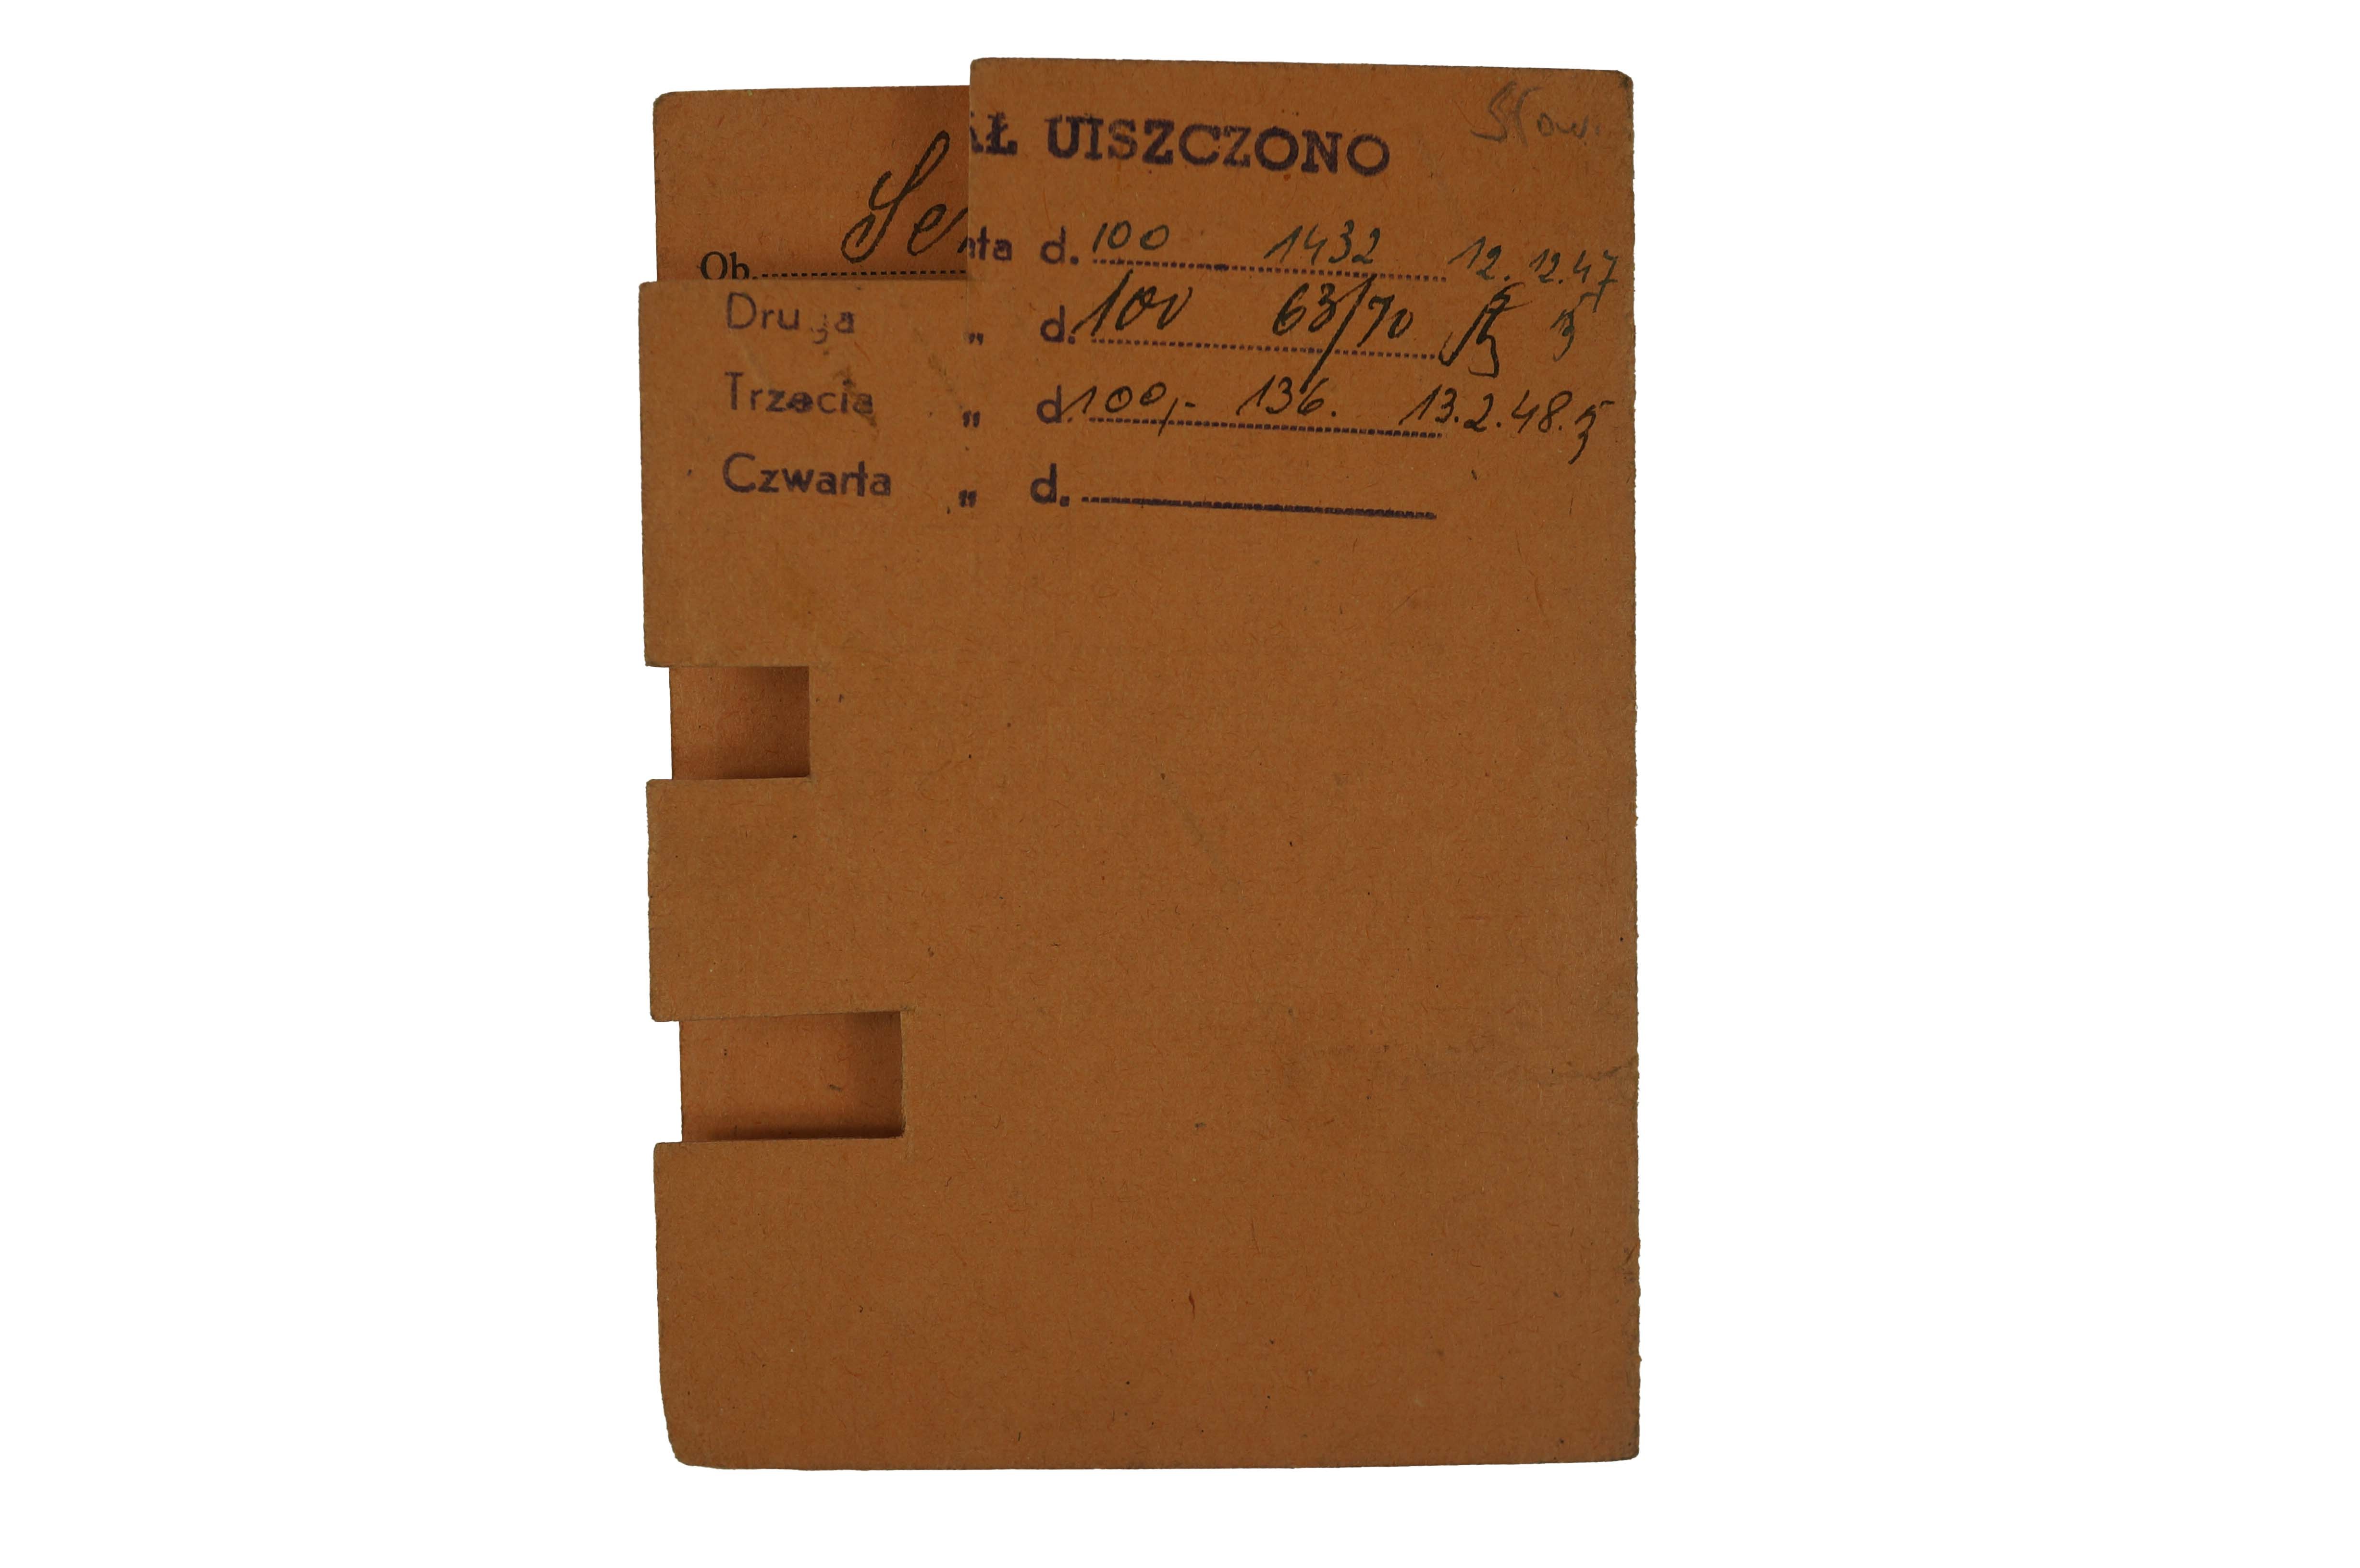 AŁ UISZCZONO
Se
Ob. ata d. 100 1432 12.12.47
Druga " d. 100 63/70
Trzecia " d. 100,- 136. 13.2.48.
Czwarta " d.